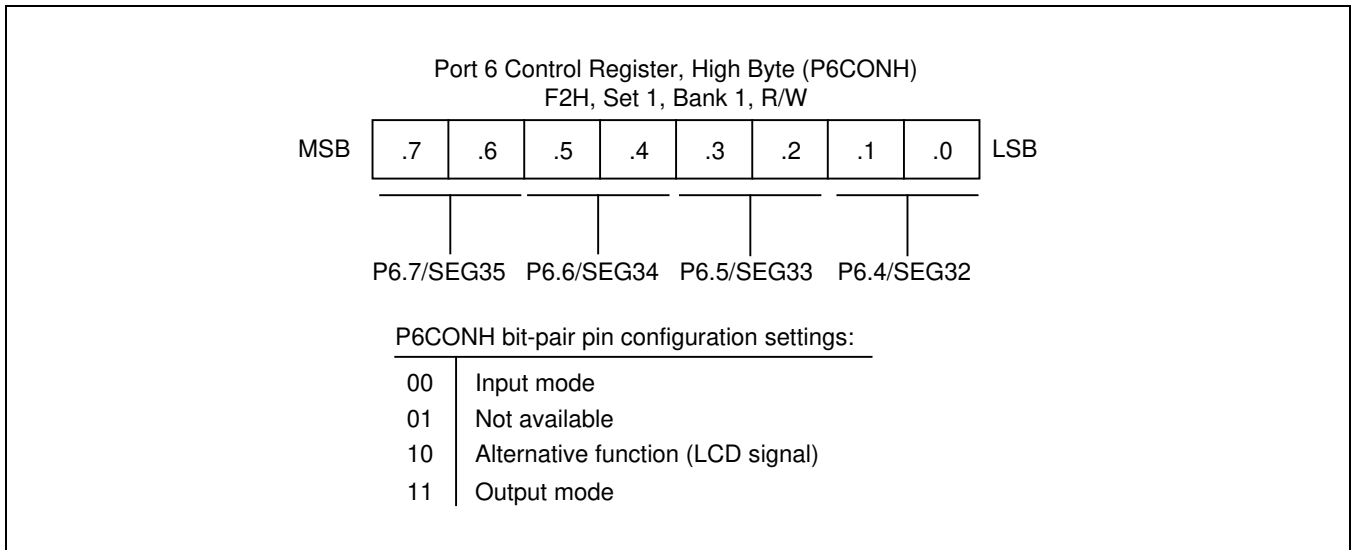 Port 6 Control Register, High Byte (P6CONH)
F2H, Set 1, Bank 1, R/W
MSB .7 .6 .5 .4 .3 .2 .1 .0 LSB
P6.7/SEG35 P6.6/SEG34 P6.5/SEG33 P6.4/SEG32
P6CONH bit-pair pin configuration settings:
00 Input mode
01 Not available
10 Alternative function (LCD signal)
11 Output mode